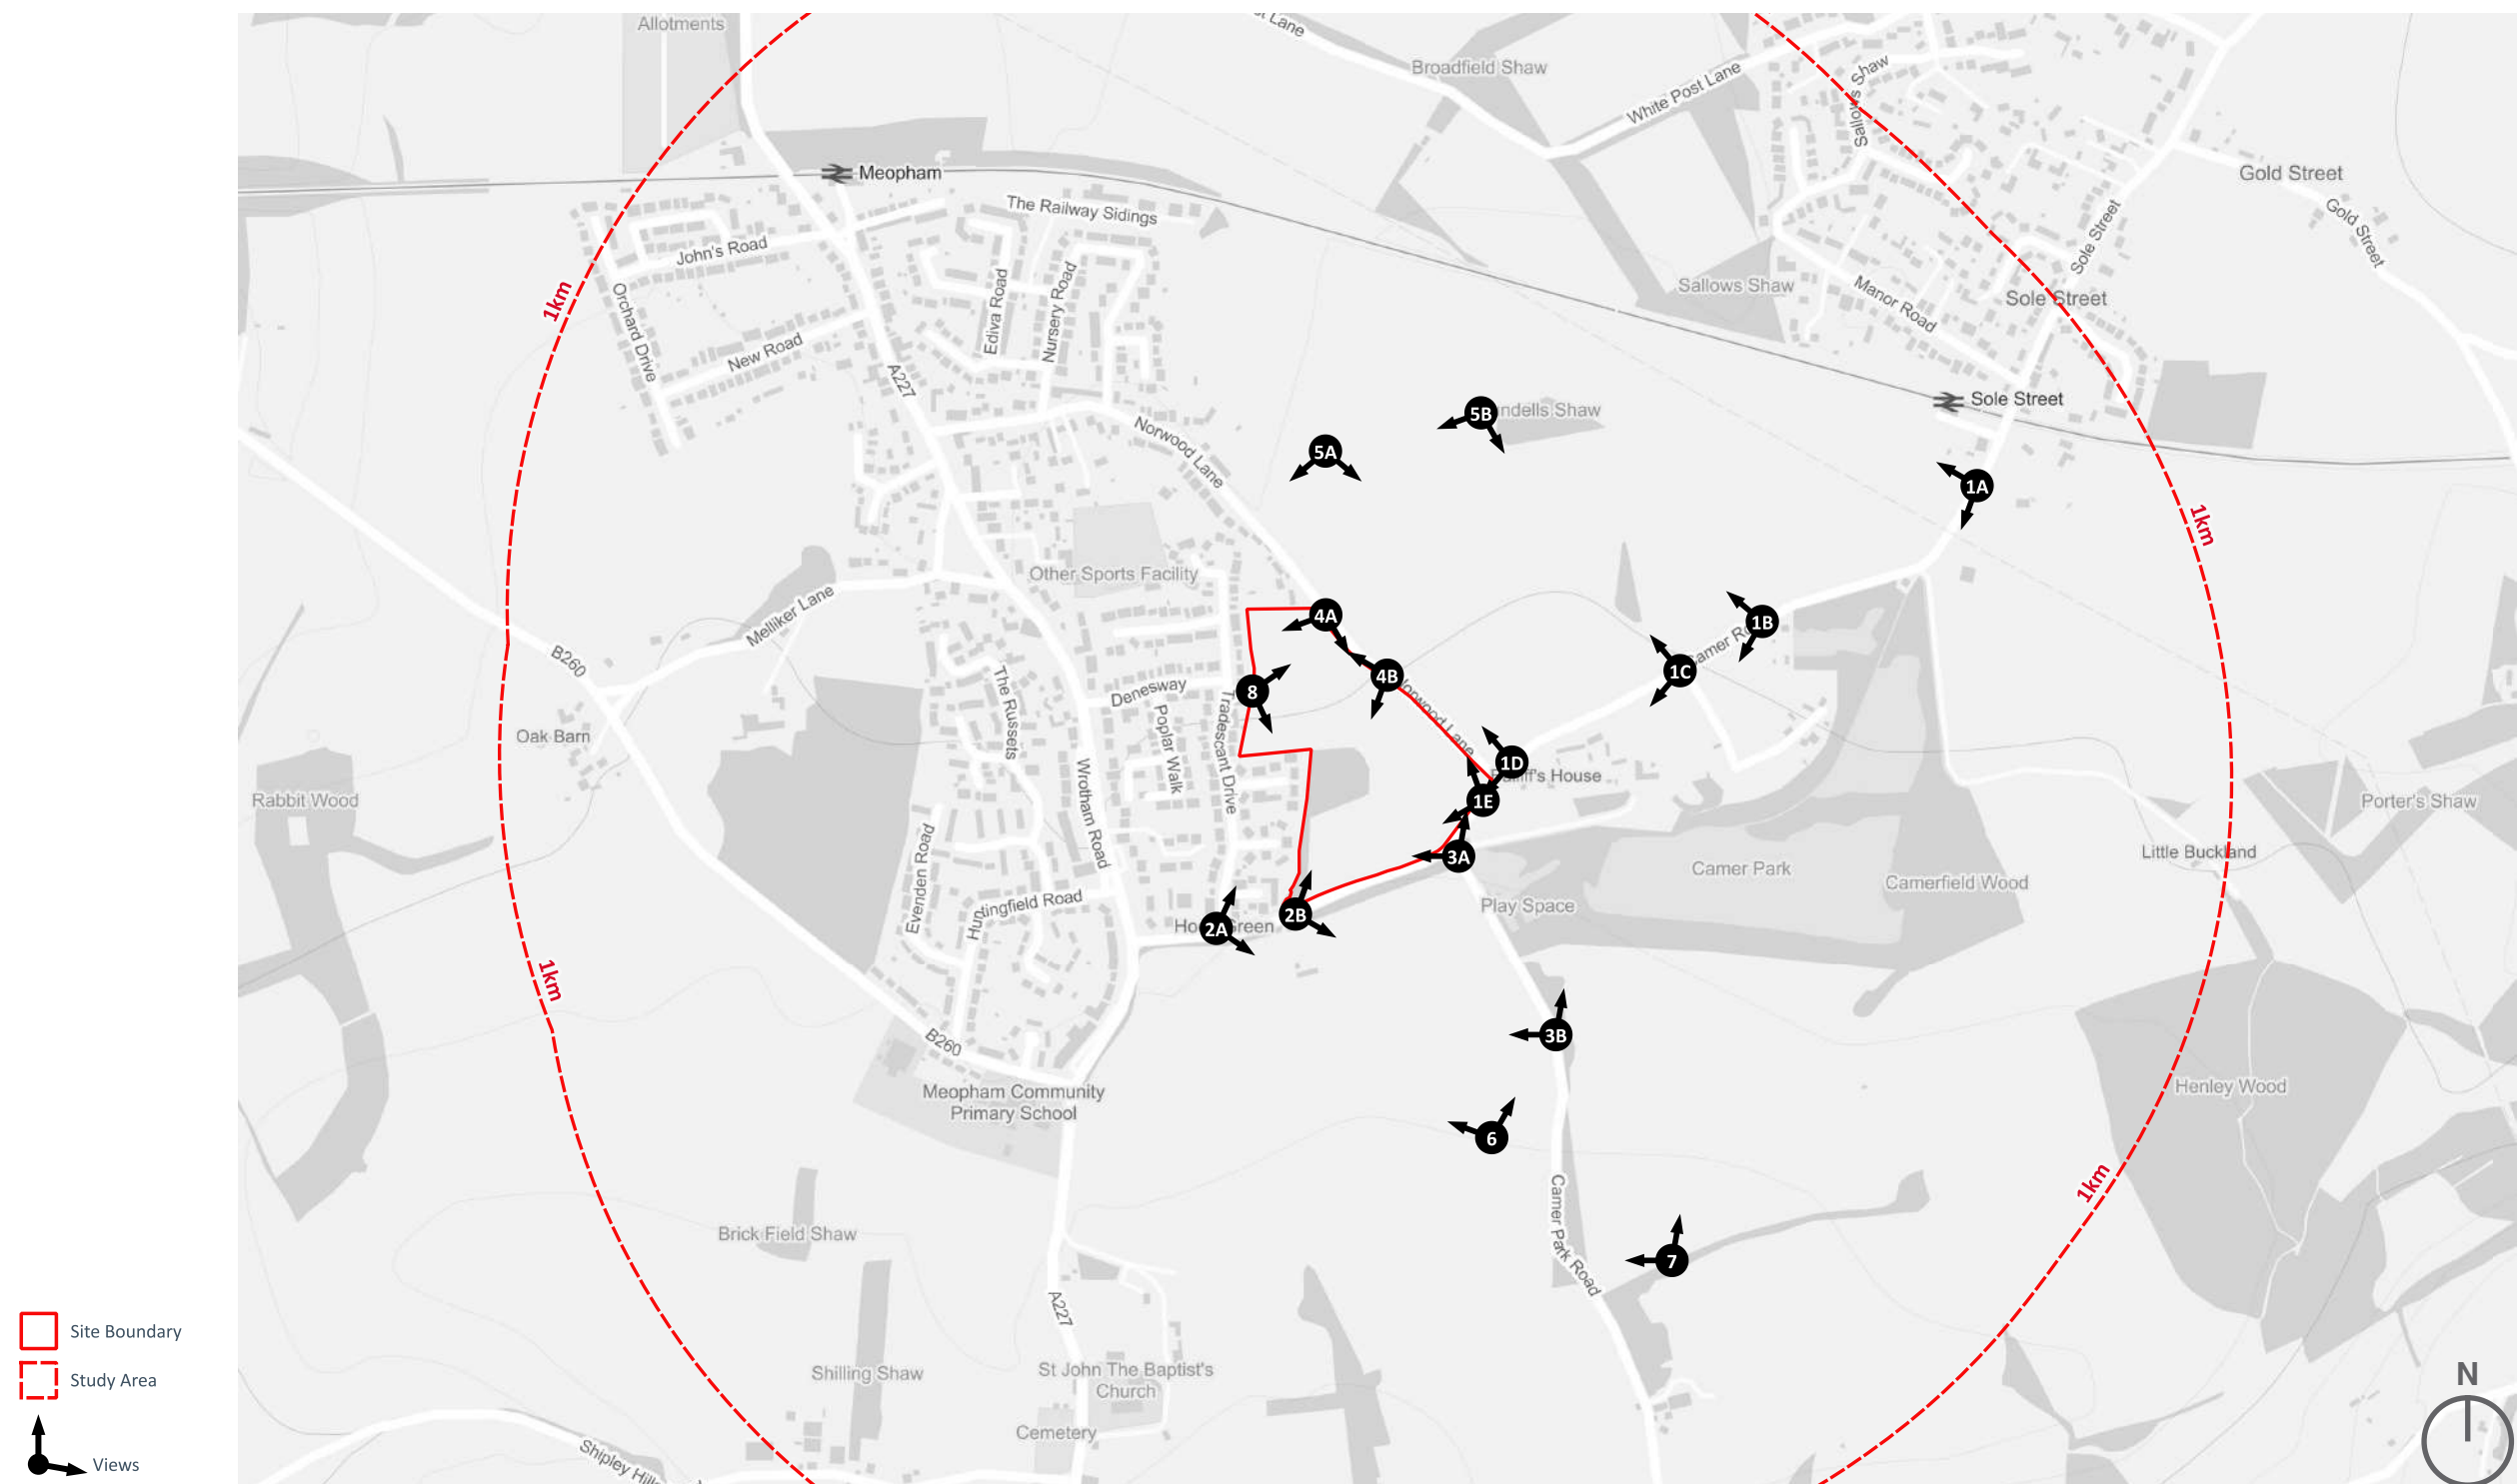 Allotments
Lane
Broadfield Shaw
White Post Lane
Sallows Shaw
Meopham
Gold Street
The Railway Sidings
Gold Street
Sole Street
John's Road
Orchard Drive
Ediva Road
Nursery Road
Sallows Shaw
Manor Road
Sole Street
1km
New Road
A227
Sole Street
5B
ndells Shaw
Norwood Lane
5A
1A
1km
Other Sports Facility
Melliker Lane
4A
1B
B260
Camer Ro
1C
The Russets
Denesway
8
4B
Tradescant Drive
Poplar Walk
Norwood Lane
Oak Barn
1D
Bailiff's House
Wrotham Road
1E
Rabbit Wood
Porter's Shaw
Evenden Road
3A
Camer Park
Little Buckland
Camerfield Wood
Huntingfield Road
Play Space
2B
2A
Ho
Green
1km
3B
B260
Meopham Community
Primary School
Henley Wood
6
1km
Camer Park Road
Brick Field Shaw
7
A227
Site Boundary
Shilling Shaw
St John The Baptist's
Church
Study Area
N
Cemetery
Shipley Hills
Views